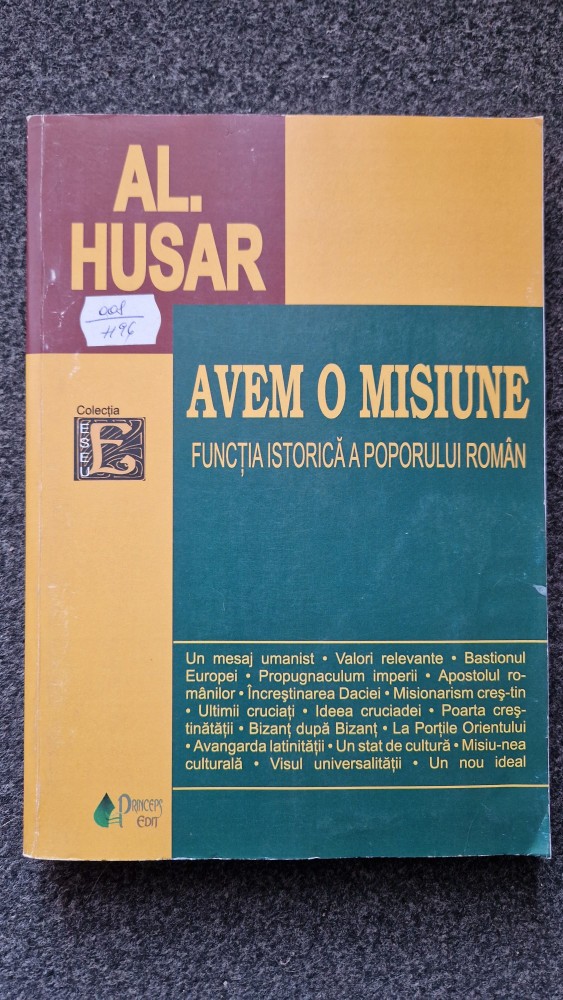 AL.
HUSAR
008
H96
AVEM O MISIUNE
FUNCȚIA ISTORICĂ A POPORULUI ROMÂN
Colecția
ESEU
E
Un mesaj umanist • Valori relevante • Bastionul
Europei • Propugnaculum imperii • Apostolul ro-
mânilor • Încreștinarea Daciei • Misionarism creș-tin
• Ultimii cruciați • Ideea cruciadei • Poarta creș-
tinătății • Bizanț după Bizanț • La Porțile Orientului
• Avangarda latinității • Un stat de cultură • Misiu-nea
culturală • Visul universalității • Un nou ideal
PRINCEPS
EDIT